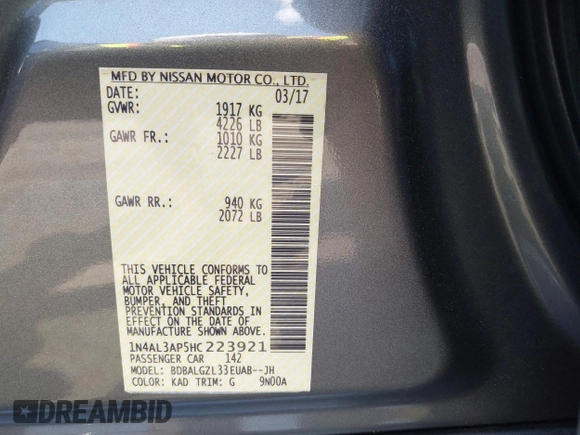 MFD BY NISSAN MOTOR CO., LTD.
DATE: 03/17
GVWR: 1917 KG
4226 LB
GAWR FR.: 1010 KG
2227 LB
GAWR RR.: 940 KG
2072 LB
THIS VEHICLE CONFORMS TO
ALL APPLICABLE FEDERAL
MOTOR VEHICLE SAFETY,
BUMPER, AND THEFT
PREVENTION STANDARDS IN
EFFECT ON THE DATE OF
MANUFACTURE SHOWN ABOVE.
1N4AL3AP5HC223921
PASSENGER CAR 142
MODEL: BDBALGZL33EUAB--JH
COLOR: KAD TRIM: G 9N00A
DREAMBID